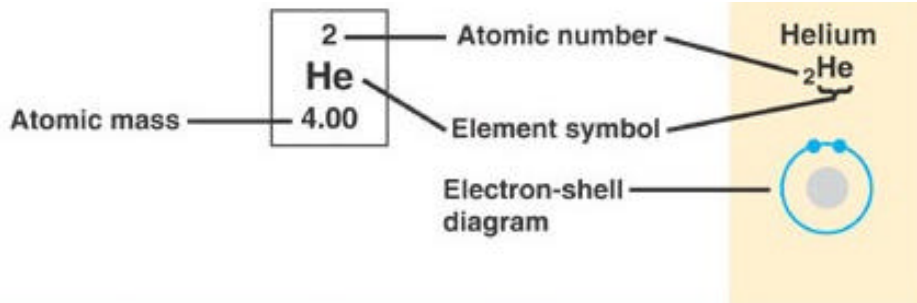 2
He
4.00
Atomic mass
Atomic number
Element symbol
Electron-shell
diagram
Helium
₂He